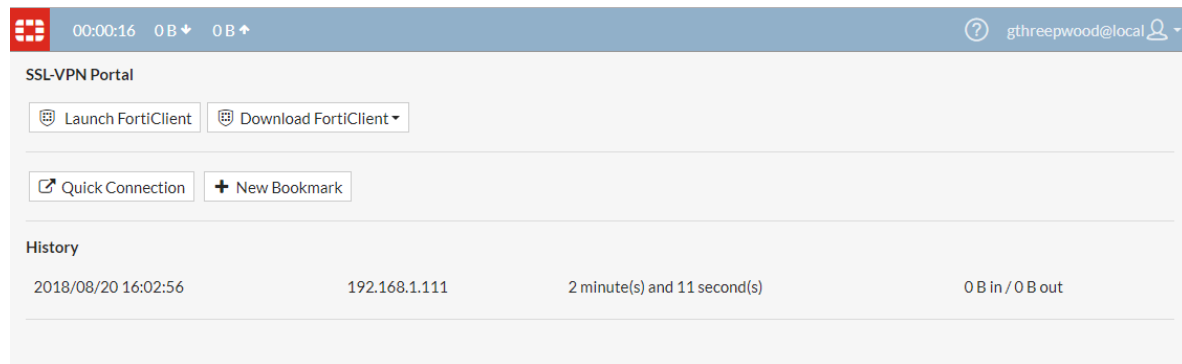 00:00:16 0 B 0 B ? gthreepwood@local
SSL-VPN Portal
Launch FortiClient Download FortiClient
Quick Connection + New Bookmark
History
2018/08/20 16:02:56 192.168.1.111 2 minute(s) and 11 second(s) 0 B in / 0 B out